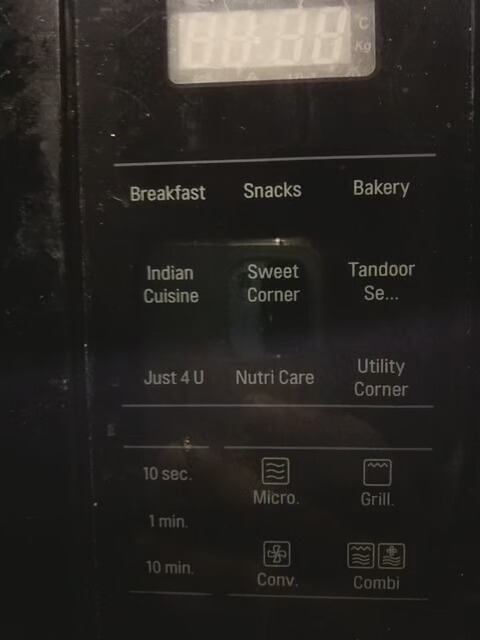 °C
Kg
Breakfast Snacks Bakery
Indian Cuisine
Sweet Corner
Tandoor Se...
Just 4 U Nutri Care
Utility Corner
10 sec.
Micro.
Grill.
1 min.
10 min.
Conv.
Combi